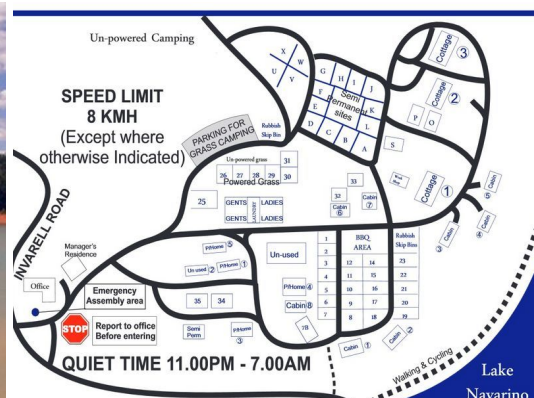 Un-powered Camping
SPEED LIMIT
8 KMH
(Except where
otherwise Indicated)
PARKING FOR
GRASS CAMPING
Rubbish
Skip Bin
X
W
U
V
G
H
I
J
F
Semi
Permanent
sites
K
E
L
D
C
B
A
S
Cottage
3
Cottage
2
P
O
Cottage
1
Cabin
5
Cabin
4
Cabin
3
Un-powered grass
31
26
27
28
29
30
Powered Grass
33
32
Cabin
6
Cabin
7
25
GENTS
LADIES
LAUNDRY
GENTS
LADIES
INVARELL ROAD
Manager's
Residence
Office
Emergency
Assembly area
STOP
Report to office
Before entering
P/Home 5
Un used 2
P/Home 1
35
34
Semi
Perm
P/Home
3
Un-used
P/Home 4
Cabin 8
7B
1
2
3
4
5
6
7
BBQ
AREA
12
14
11
15
10
16
9
17
8
18
Rubbish
Skip Bins
23
22
21
20
19
Cabin 1
Cabin 2
QUIET TIME 11.00PM - 7.00AM
Walking & Cycling
Lake
Navarino